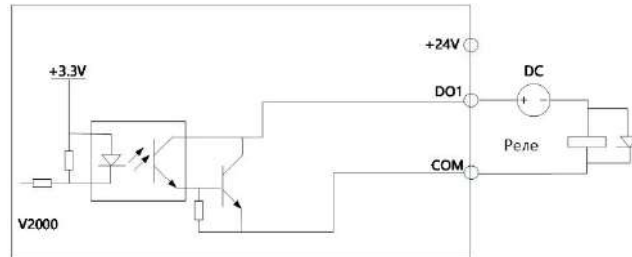 +24V
DC
+3.3V
DO1
+ −
Реле
COM
V2000